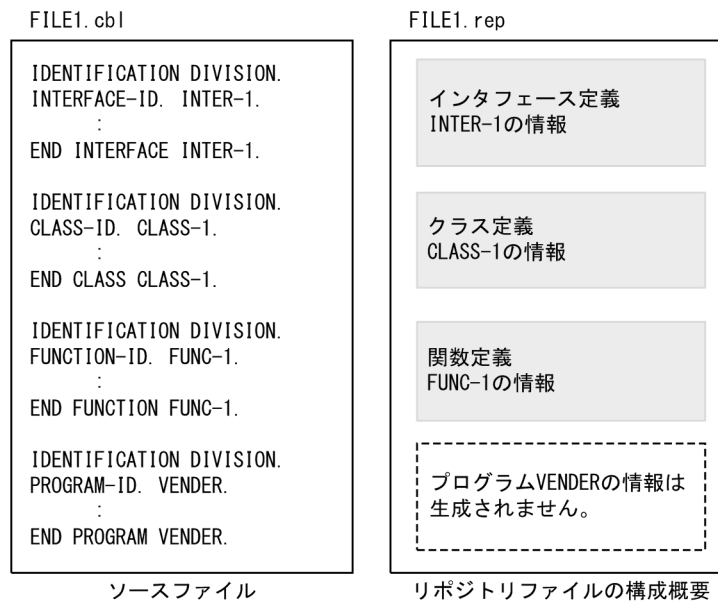 FILE1.cbl
IDENTIFICATION DIVISION.
INTERFACE-ID. INTER-1.
:
END INTERFACE INTER-1.
IDENTIFICATION DIVISION.
CLASS-ID. CLASS-1.
:
END CLASS CLASS-1.
IDENTIFICATION DIVISION.
FUNCTION-ID. FUNC-1.
:
END FUNCTION FUNC-1.
IDENTIFICATION DIVISION.
PROGRAM-ID. VENDER.
:
END PROGRAM VENDER.
ソースファイル
FILE1.rep
インタフェース定義
INTER-1の情報
クラス定義
CLASS-1の情報
関数定義
FUNC-1の情報
プログラムVENDERの情報は
生成されません。
リポジトリファイルの構成概要